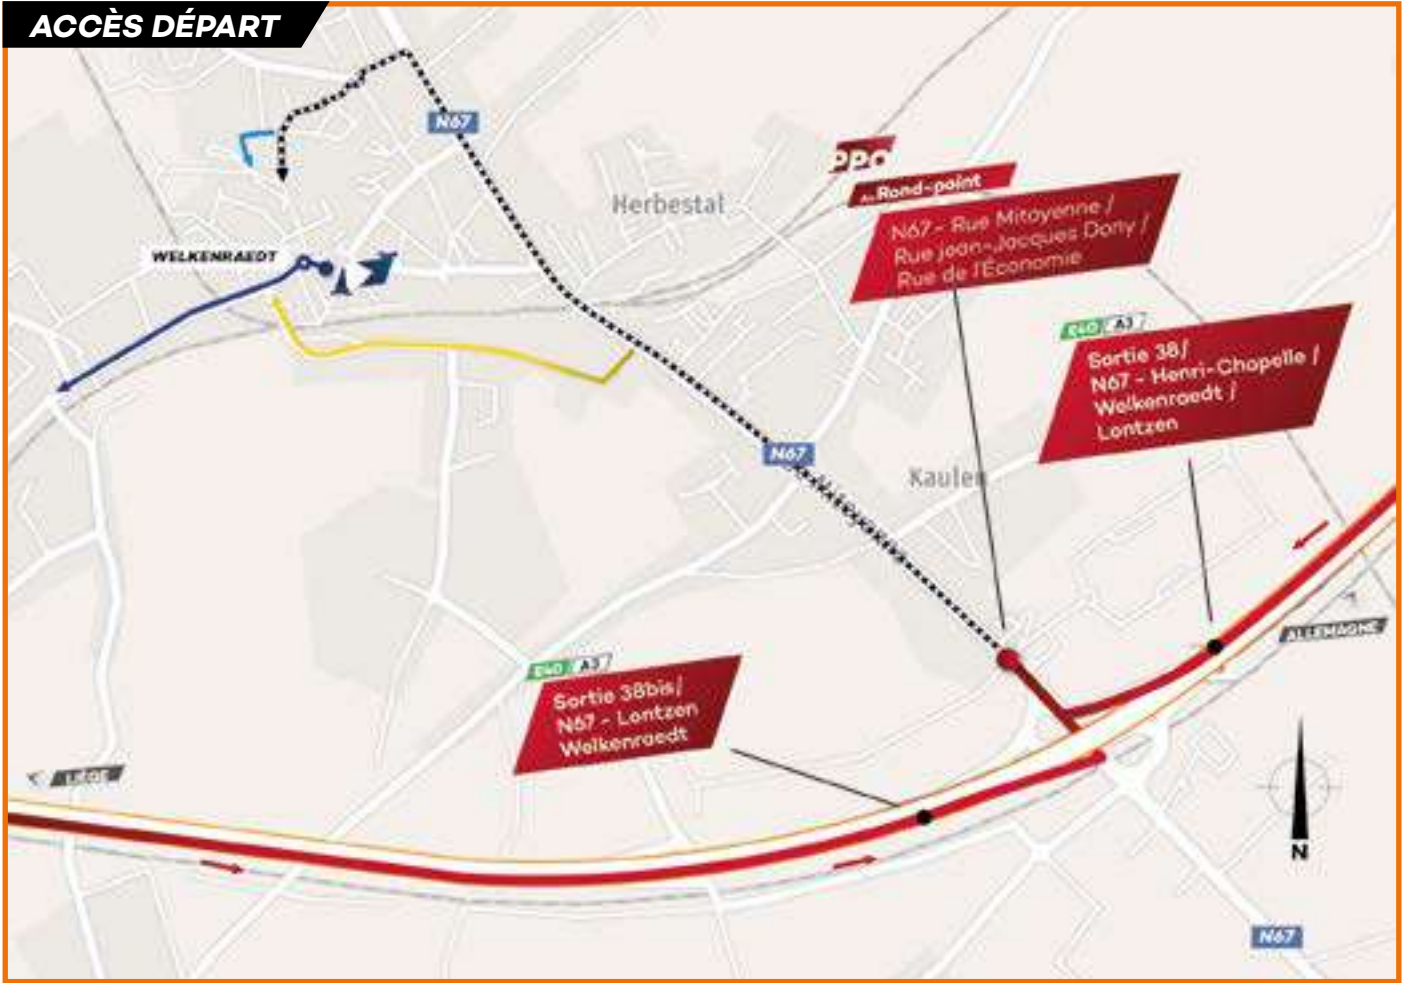 ACCÈS DÉPART
N67
Herbestal
PPO
Au Rond-point
N67 - Rue Mitoyenne /
Rue jean-Jacques Dony /
Rue de l'Économie
WELKENRAEDT
E40 A3
Sortie 38/
N67 - Henri-Chapelle /
Welkenraedt /
Lontzen
N67
Kaulen
ALLEMAGNE
E40 A3
Sortie 38bis/
N67 - Lontzen
Welkenraedt
LIÈGE
N
N67